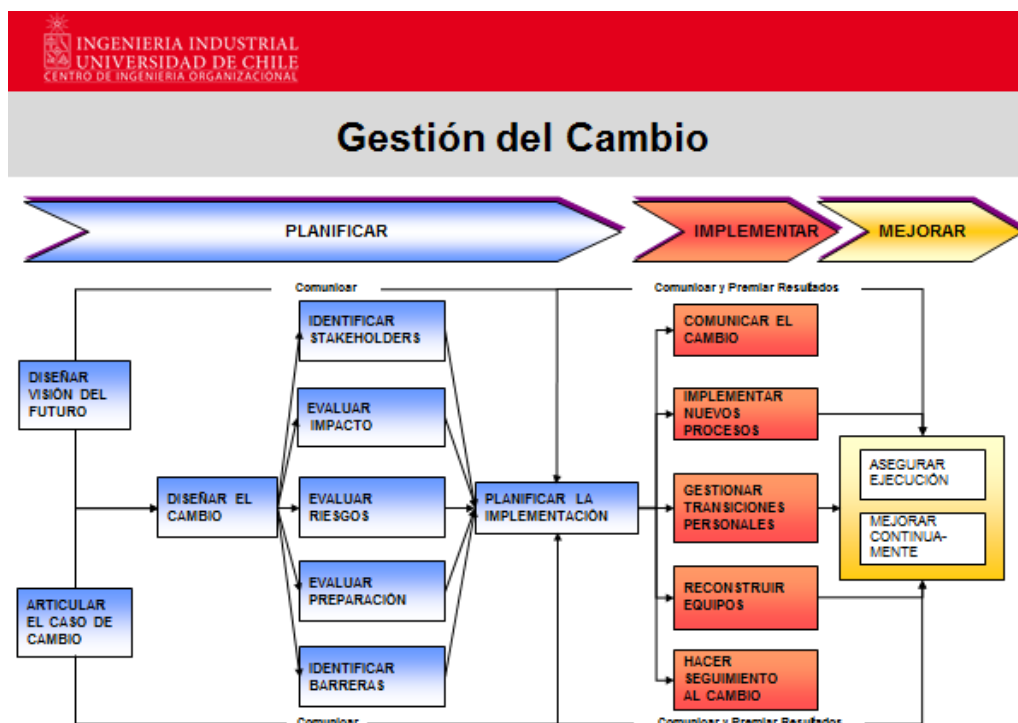 INGENIERIA INDUSTRIAL
UNIVERSIDAD DE CHILE
CENTRO DE INGENIERIA ORGANIZACIONAL
Gestión del Cambio
PLANIFICAR
IMPLEMENTAR
MEJORAR
Comunicar
Comunicar y Premiar Resultados
DISEÑAR
VISIÓN DEL
FUTURO
ARTICULAR
EL CASO DE
CAMBIO
DISEÑAR EL
CAMBIO
IDENTIFICAR
STAKEHOLDERS
EVALUAR
IMPACTO
EVALUAR
RIESGOS
EVALUAR
PREPARACIÓN
IDENTIFICAR
BARRERAS
PLANIFICAR LA
IMPLEMENTACIÓN
COMUNICAR EL
CAMBIO
IMPLEMENTAR
NUEVOS
PROCESOS
GESTIONAR
TRANSICIONES
PERSONALES
RECONSTRUIR
EQUIPOS
HACER
SEGUIMIENTO
AL CAMBIO
ASEGURAR
EJECUCIÓN
MEJORAR
CONTINUA-
MENTE
Comunicar
Comunicar y Premiar Resultados